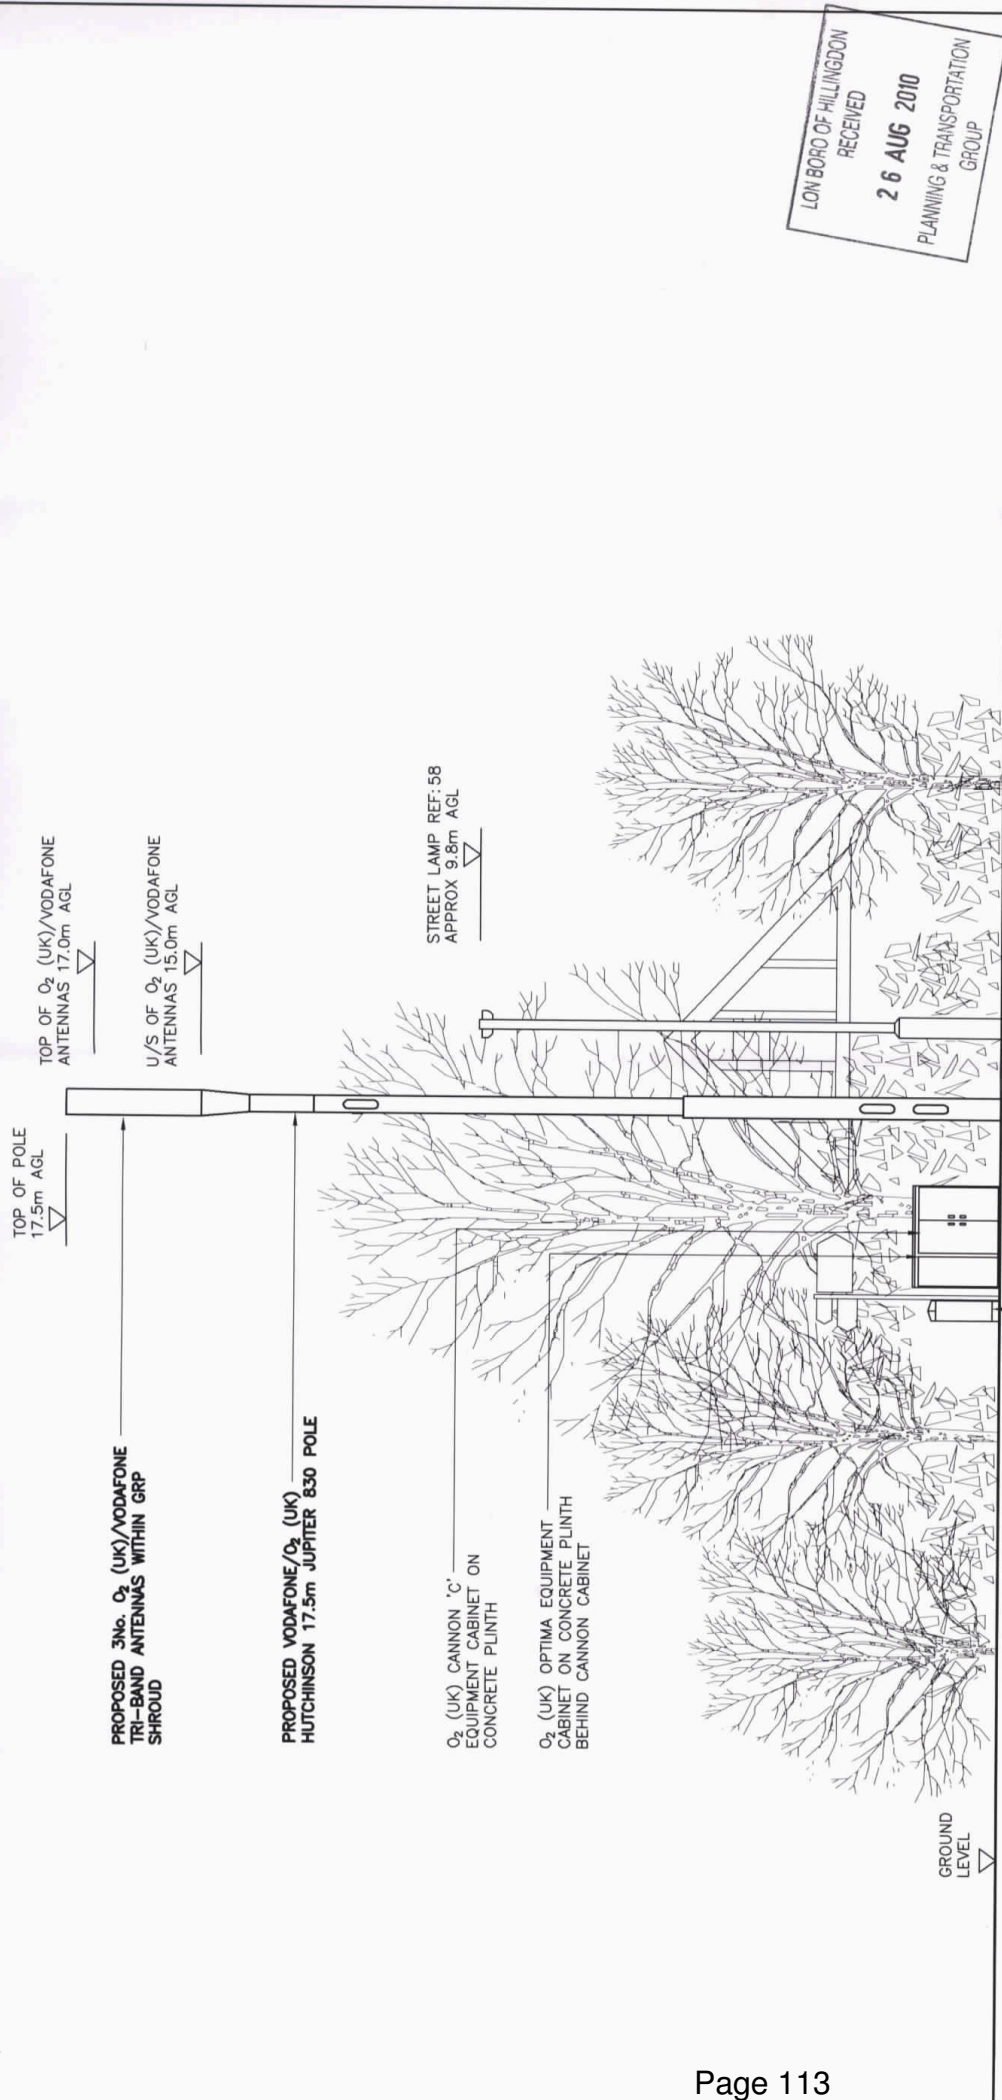 TOP OF POLE
17.5m AGL
TOP OF O₂ (UK)/VODAFONE
ANTENNAS 17.0m AGL
U/S OF O₂ (UK)/VODAFONE
ANTENNAS 15.0m AGL
PROPOSED 3No. O₂ (UK)/VODAFONE
TRI-BAND ANTENNAS WITHIN GRP
SHROUD
PROPOSED VODAFONE/O₂ (UK)
HUTCHINSON 17.5m JUPITER 830 POLE
STREET LAMP REF: 58
APPROX 9.8m AGL
O₂ (UK) CANNON 'C'
EQUIPMENT CABINET ON
CONCRETE PLINTH
O₂ (UK) OPTIMA EQUIPMENT
CABINET ON CONCRETE PLINTH
BEHIND CANNON CABINET
GROUND
LEVEL
LON BORO OF HILLINGDON
RECEIVED
26 AUG 2010
PLANNING & TRANSPORTATION
GROUP
Page 113